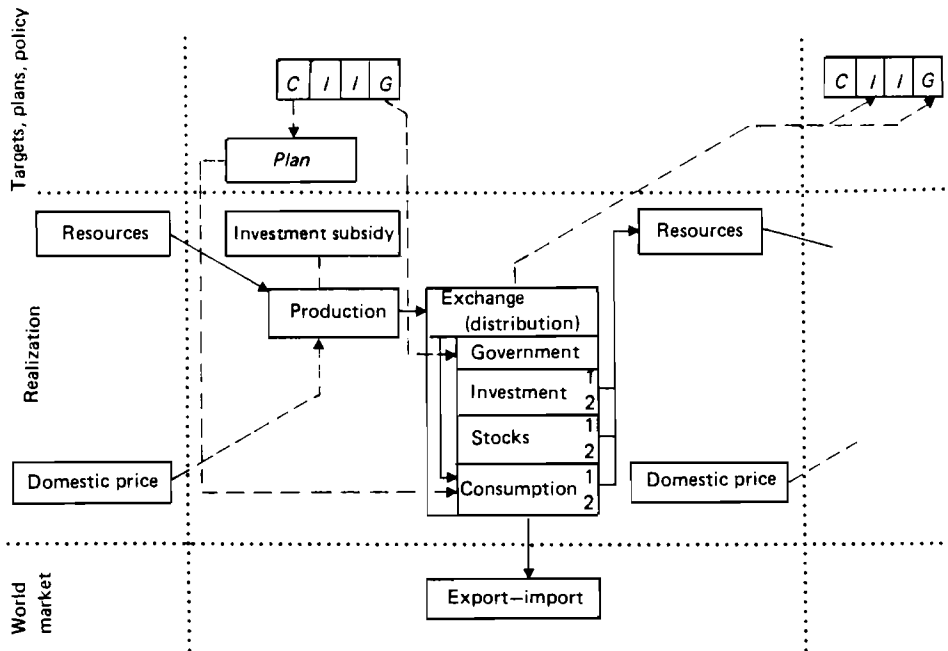 Targets, plans, policy
C I I G
C I I G
Plan
Realization
Resources
Investment subsidy
Resources
Production
Exchange
(distribution)
Government
Investment 1
2
Stocks 1
2
Domestic price
Consumption 1
2
Domestic price
World
market
Export–import